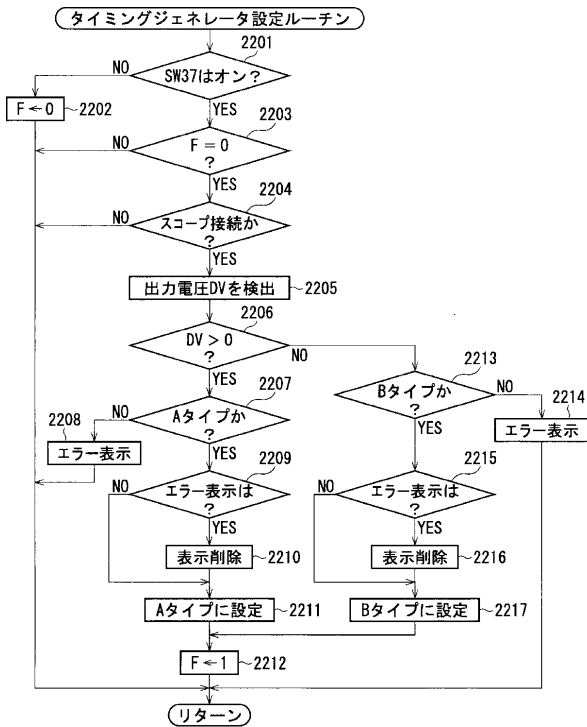 タイミングジェネレータ設定ルーチン
2201
SW37はオン?
NO
YES
F←0
2202
2203
F=0
?
NO
YES
2204
スコープ接続か
?
NO
YES
出力電圧DVを検出
2205
2206
DV>0
?
NO
YES
2207
Aタイプか
?
NO
YES
2208
エラー表示
2209
エラー表示は
?
NO
YES
表示削除
2210
Aタイプに設定
2211
2213
Bタイプか
?
NO
YES
2214
エラー表示
2215
エラー表示は
?
NO
YES
表示削除
2216
Bタイプに設定
2217
F←1
2212
リターン